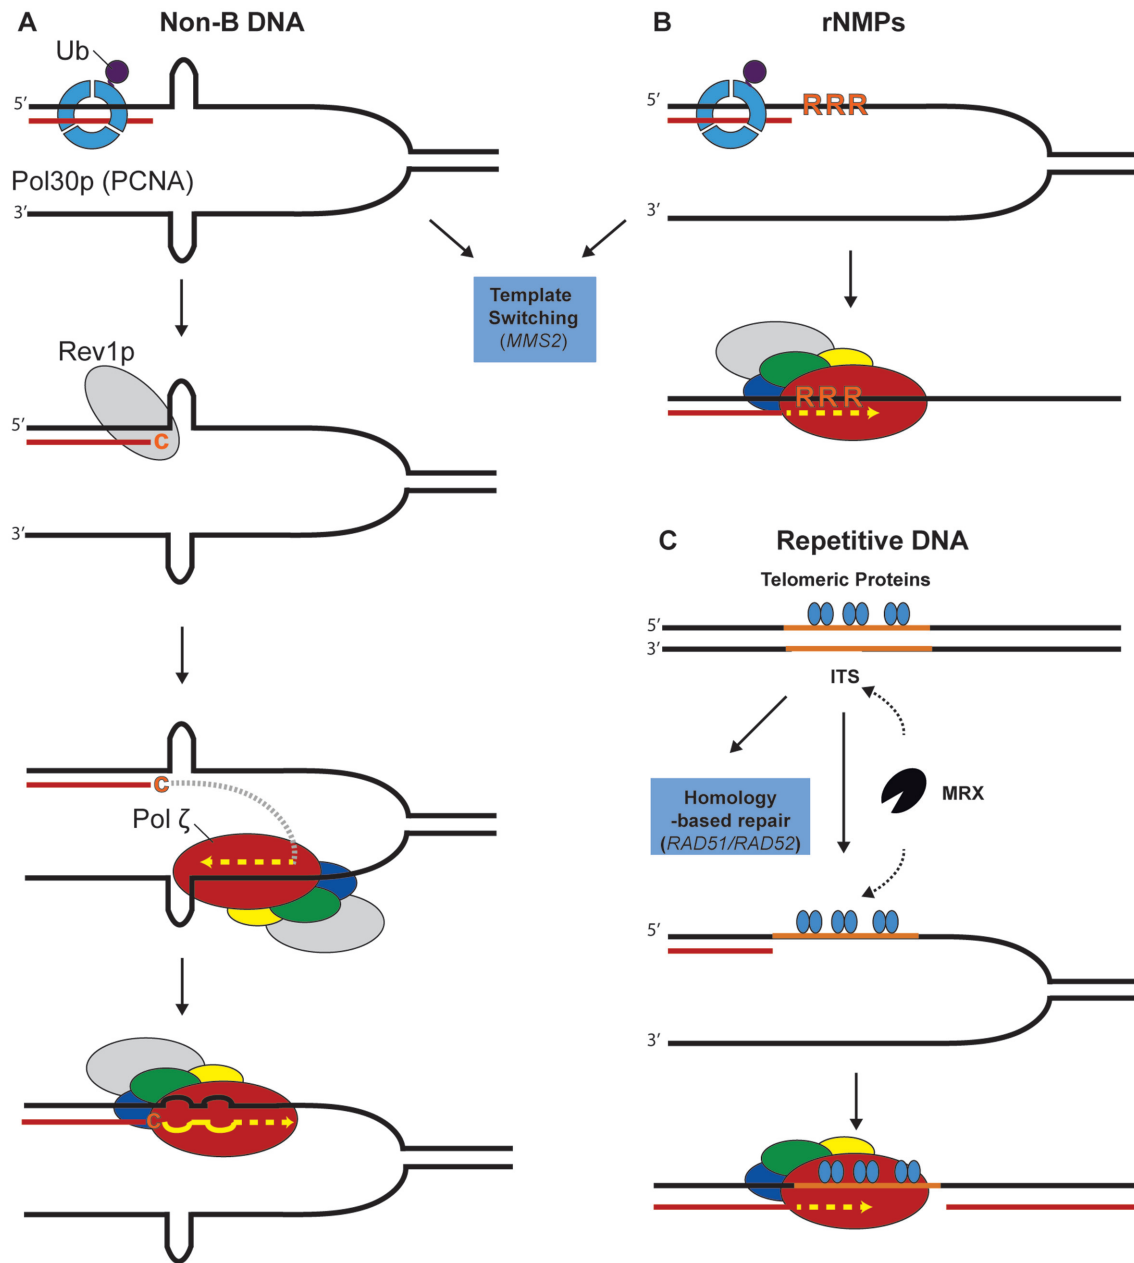 A Non-B DNA
Ub
5′
Pol30p (PCNA)
3′
Template
Switching
(MMS2)
Rev1p
5′
C
3′
C
Pol ζ
C
B rNMPs
5′
RRR
3′
RRR
C Repetitive DNA
Telomeric Proteins
5′
3′
ITS
Homology
-based repair
(RAD51/RAD52)
MRX
5′
3′